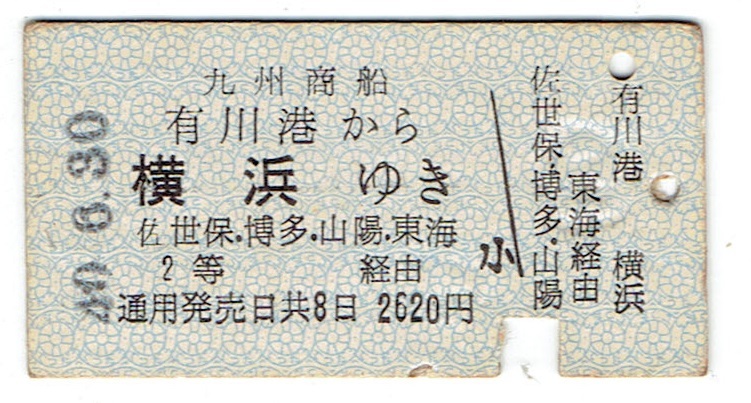 九州商船
有川港から
横浜 ゆき
佐世保.博多.山陽.東海
2等 経由
通用発売日共8日 2620円
小
有川港 横浜
東海経由
佐世保.博多.山陽
40 6.30